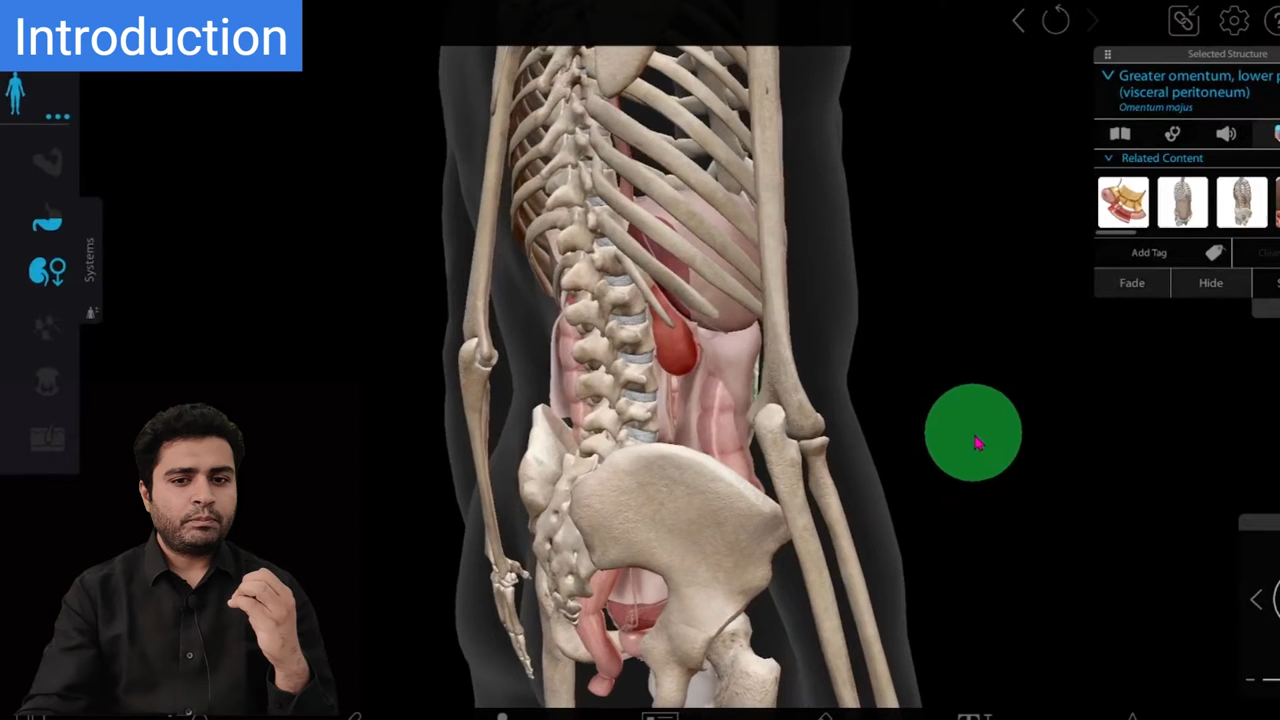 Introduction
Selected Structure
Greater omentum, lower p
(visceral peritoneum)
Omentum majus
Related Content
Systems
Add Tag
Fade
Hide